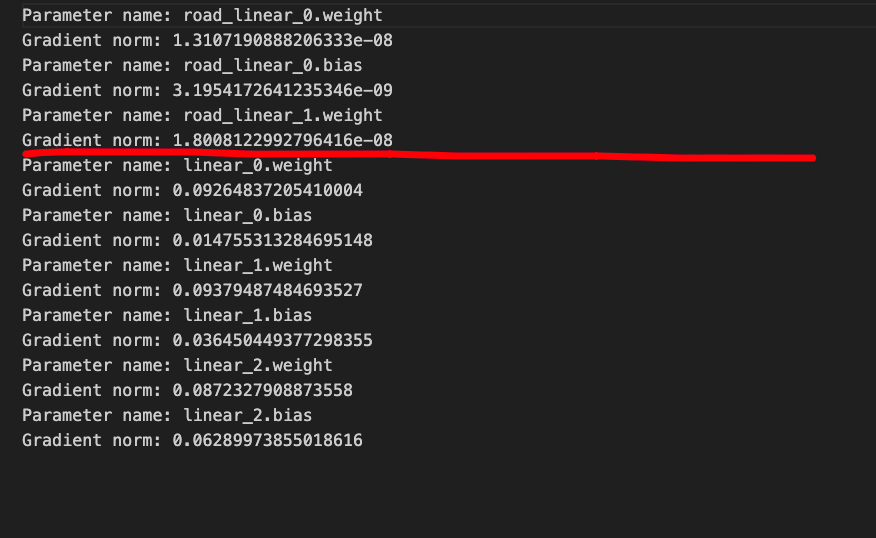 Parameter name: road_linear_0.weight
Gradient norm: 1.3107190888206333e-08
Parameter name: road_linear_0.bias
Gradient norm: 3.1954172641235346e-09
Parameter name: road_linear_1.weight
Gradient norm: 1.8008122992796416e-08
Parameter name: linear_0.weight
Gradient norm: 0.09264837205410004
Parameter name: linear_0.bias
Gradient norm: 0.014755313284695148
Parameter name: linear_1.weight
Gradient norm: 0.09379487484693527
Parameter name: linear_1.bias
Gradient norm: 0.036450449377298355
Parameter name: linear_2.weight
Gradient norm: 0.0872327908873558
Parameter name: linear_2.bias
Gradient norm: 0.06289973855018616